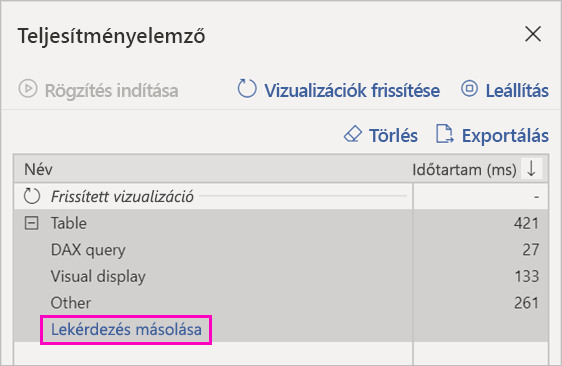 Teljesítményelemző
Rögzítés indítása Vizualizációk frissítése Leállítás
Törlés Exportálás
Név Időtartam (ms)
Frissített vizualizáció -
Table 421
DAX query 27
Visual display 133
Other 261
Lekérdezés másolása